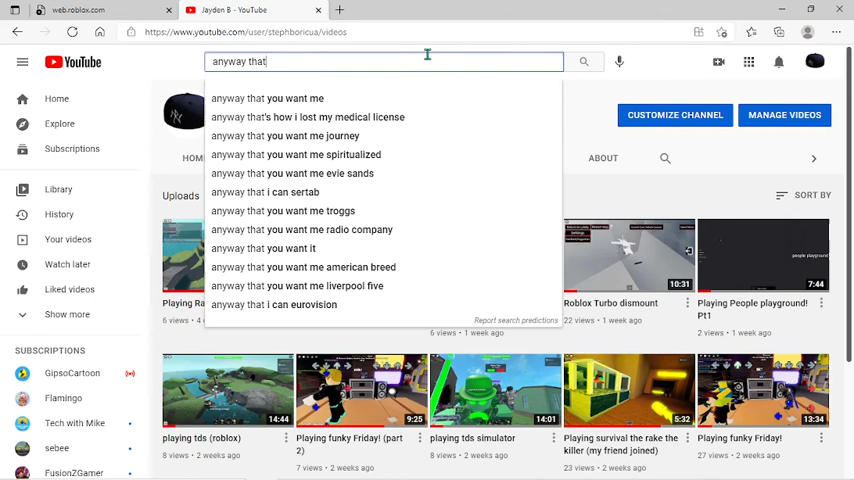 web.roblox.com
Jayden B - YouTube
https://www.youtube.com/user/stephboricua/videos
YouTube
anyway that
anyway that you want me
anyway that's how i lost my medical license
anyway that you want me journey
anyway that you want me spiritualized
anyway that you want me evie sands
anyway that i can sertab
anyway that you want me troggs
anyway that you want me radio company
anyway that you want it
anyway that you want me american breed
anyway that you want me liverpool five
anyway that i can eurovision
Report search predictions
Home
Explore
Subscriptions
Library
History
Your videos
Watch later
Liked videos
Show more
SUBSCRIPTIONS
GipsoCartoon
Flamingo
Tech with Mike
sebee
FusionZGamer
CUSTOMIZE CHANNEL
MANAGE VIDEOS
HOM
ABOUT
Uploads
SORT BY
10:31
people playground
7:44
Playing Ra
6 views · 4
6 views · 1 week ago
Roblox Turbo dismount
22 views · 1 week ago
Playing People playground! Pt1
2 views · 1 week ago
14:44
playing tds (roblox)
8 views · 2 weeks ago
9:25
Playing funky Friday! (part 2)
7 views · 2 weeks ago
14:01
playing tds simulator
8 views · 2 weeks ago
5:32
Playing survival the rake the killer (my friend joined)
23 views · 2 weeks ago
13:34
Playing funky Friday!
27 views · 2 weeks ago